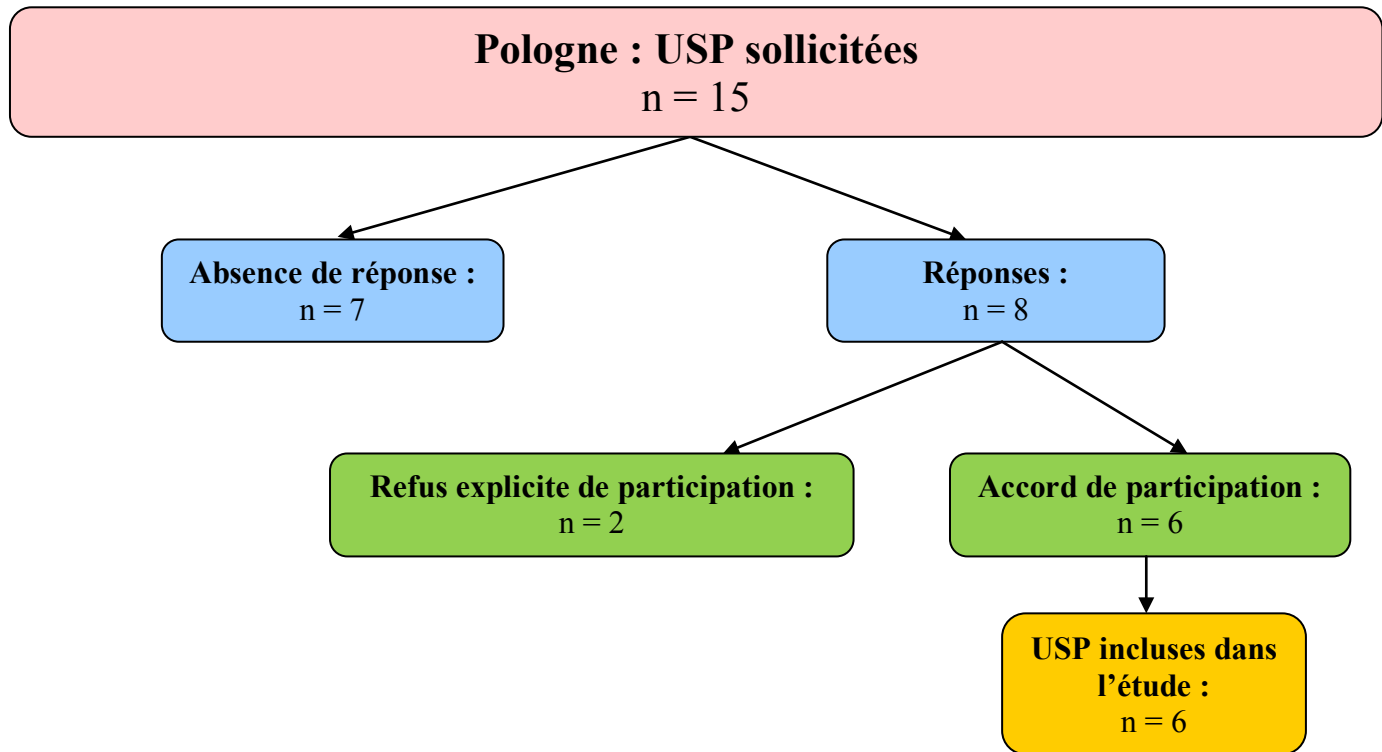 Pologne : USP sollicitées
n = 15
Absence de réponse :
n = 7
Réponses :
n = 8
Refus explicite de participation :
n = 2
Accord de participation :
n = 6
USP incluses dans
l’étude :
n = 6